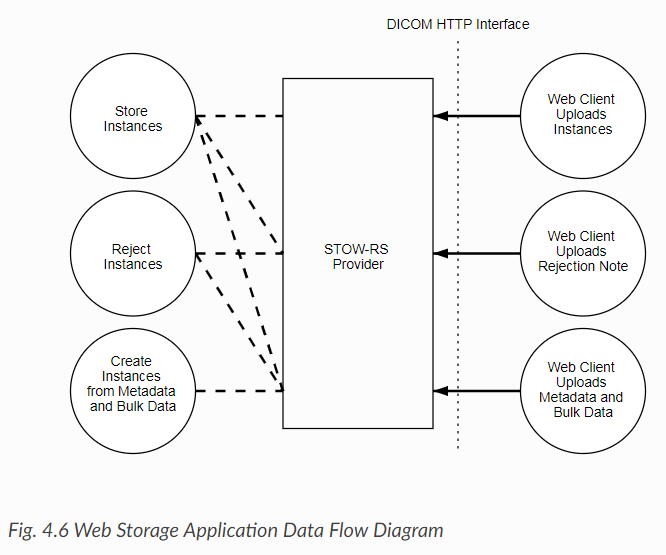 DICOM HTTP Interface
Store
Instances
Web Client
Uploads
Instances
Reject
Instances
STOW-RS
Provider
Web Client
Uploads
Rejection Note
Create
Instances
from Metadata
and Bulk Data
Web Client
Uploads
Metadata and
Bulk Data
Fig. 4.6 Web Storage Application Data Flow Diagram